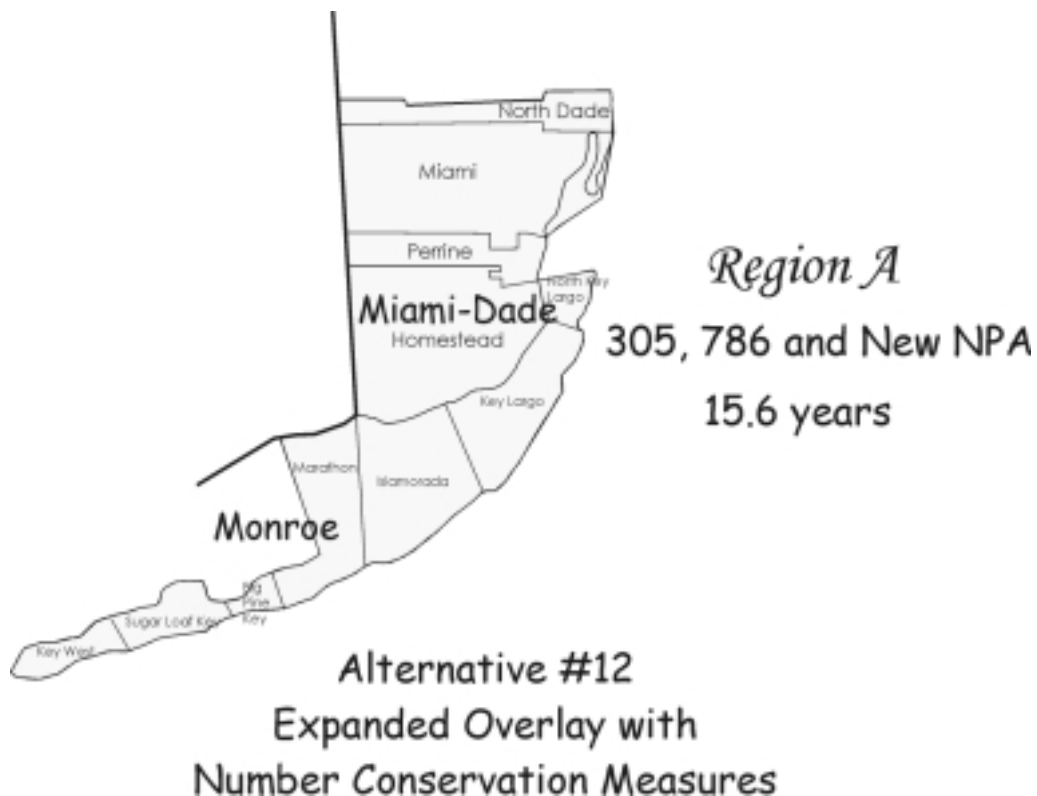 North Dade
Miami
Perrine
Region A
North Key
Largo
Miami-Dade
Homestead
305, 786 and New NPA
Key Largo
15.6 years
Marathon
Islamorada
Monroe
Big
Pine
Key
Sugar Loaf Key
Key West
Alternative #12
Expanded Overlay with
Number Conservation Measures